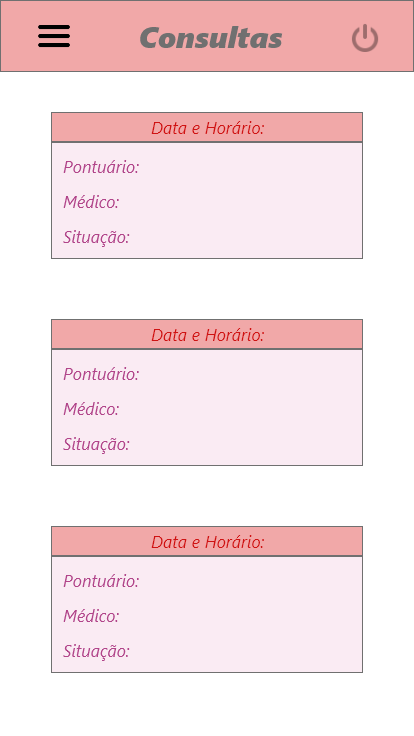 Consultas
Data e Horário:
Pontuário:
Médico:
Situação:
Data e Horário:
Pontuário:
Médico:
Situação:
Data e Horário:
Pontuário:
Médico:
Situação: